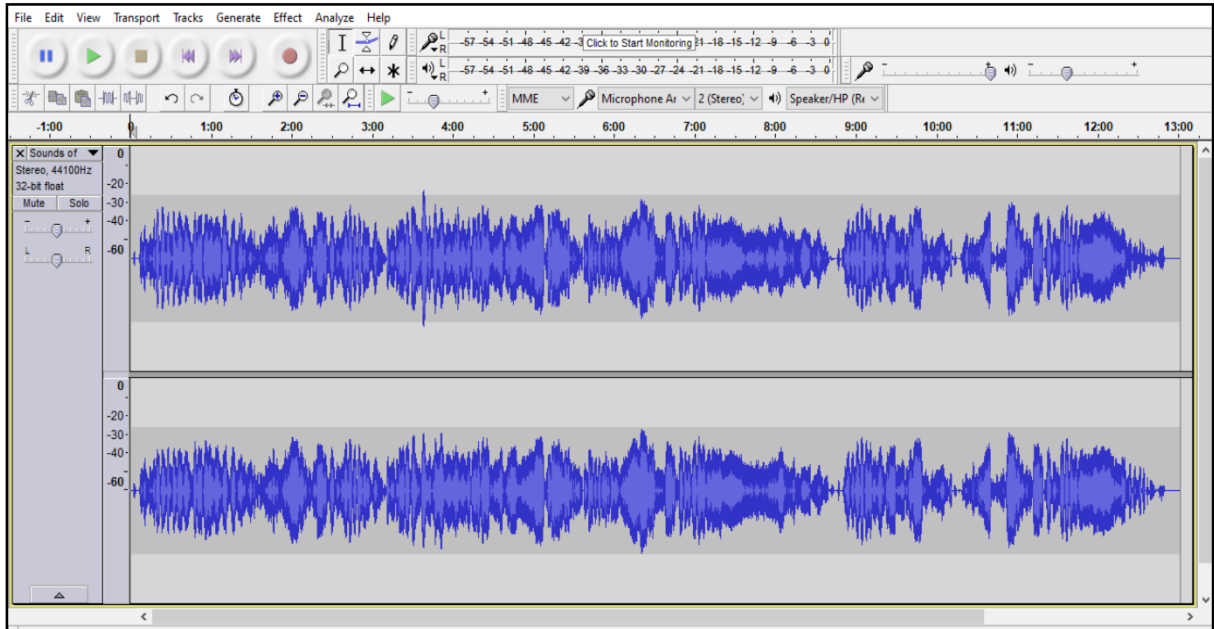 File Edit View Transport Tracks Generate Effect Analyze Help
L
R
-57 -54 -51 -48 -45 -42 -3 Click to Start Monitoring 21 -18 -15 -12 -9 -6 -3 0
L
R
-57 -54 -51 -48 -45 -42 -39 -36 -33 -30 -27 -24 -21 -18 -15 -12 -9 -6 -3 0
- +
- +
- +
MME
Microphone Ar
2 (Stereo)
Speaker/HP (Re
-1:00 0 1:00 2:00 3:00 4:00 5:00 6:00 7:00 8:00 9:00 10:00 11:00 12:00 13:00
X Sounds of
Stereo, 44100Hz
32-bit float
Mute Solo
- +
L R
0
-20
-30
-40
-60
0
-20
-30
-40
-60